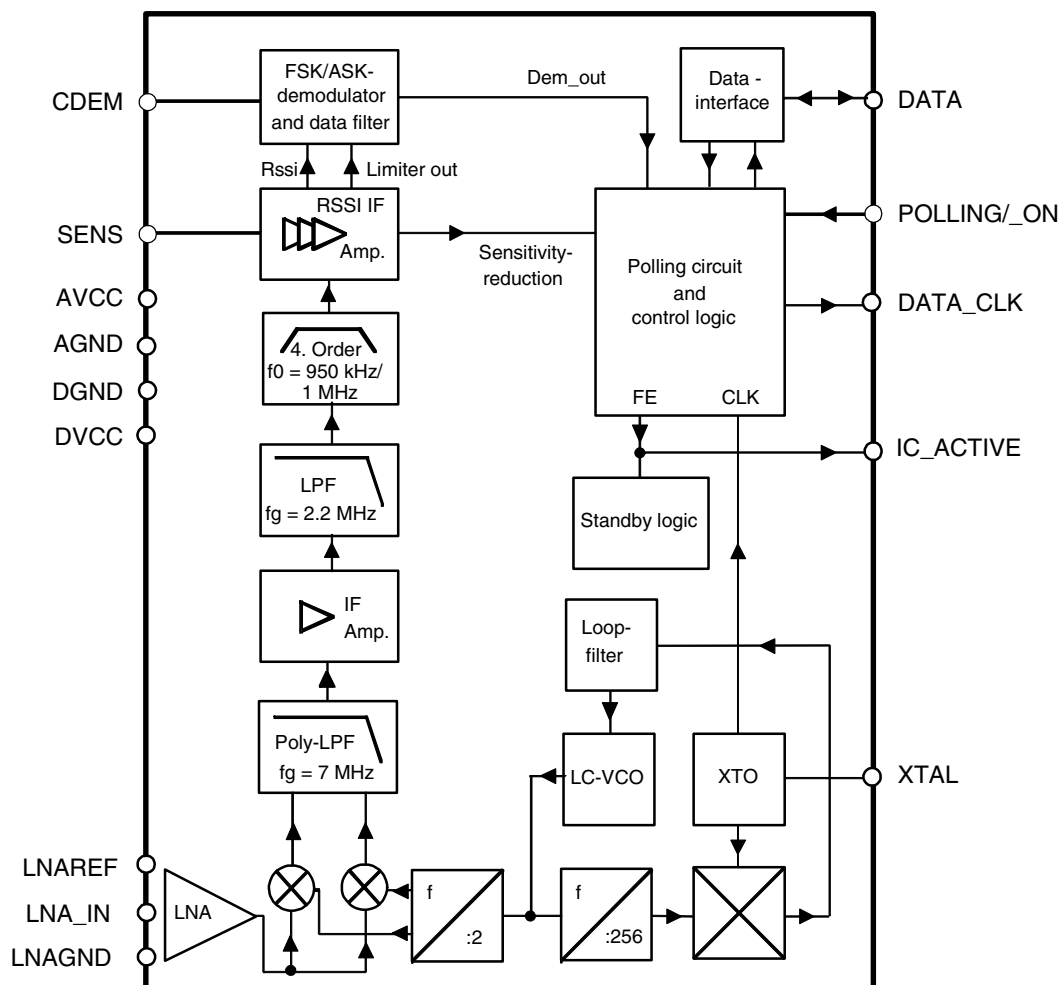 CDEM
FSK/ASK-
demodulator
and data filter
Dem_out
Data -
interface
DATA
Rssi
Limiter out
SENS
RSSI IF
Amp.
Sensitivity-
reduction
Polling circuit
and
control logic
FE
CLK
POLLING/_ON
DATA_CLK
AVCC
AGND
DGND
DVCC
4. Order
f0 = 950 kHz/
1 MHz
IC_ACTIVE
LPF
fg = 2.2 MHz
Standby logic
IF
Amp.
Loop-
filter
Poly-LPF
fg = 7 MHz
LC-VCO
XTO
XTAL
LNAREF
LNA_IN
LNAGND
LNA
f
:2
f
:256